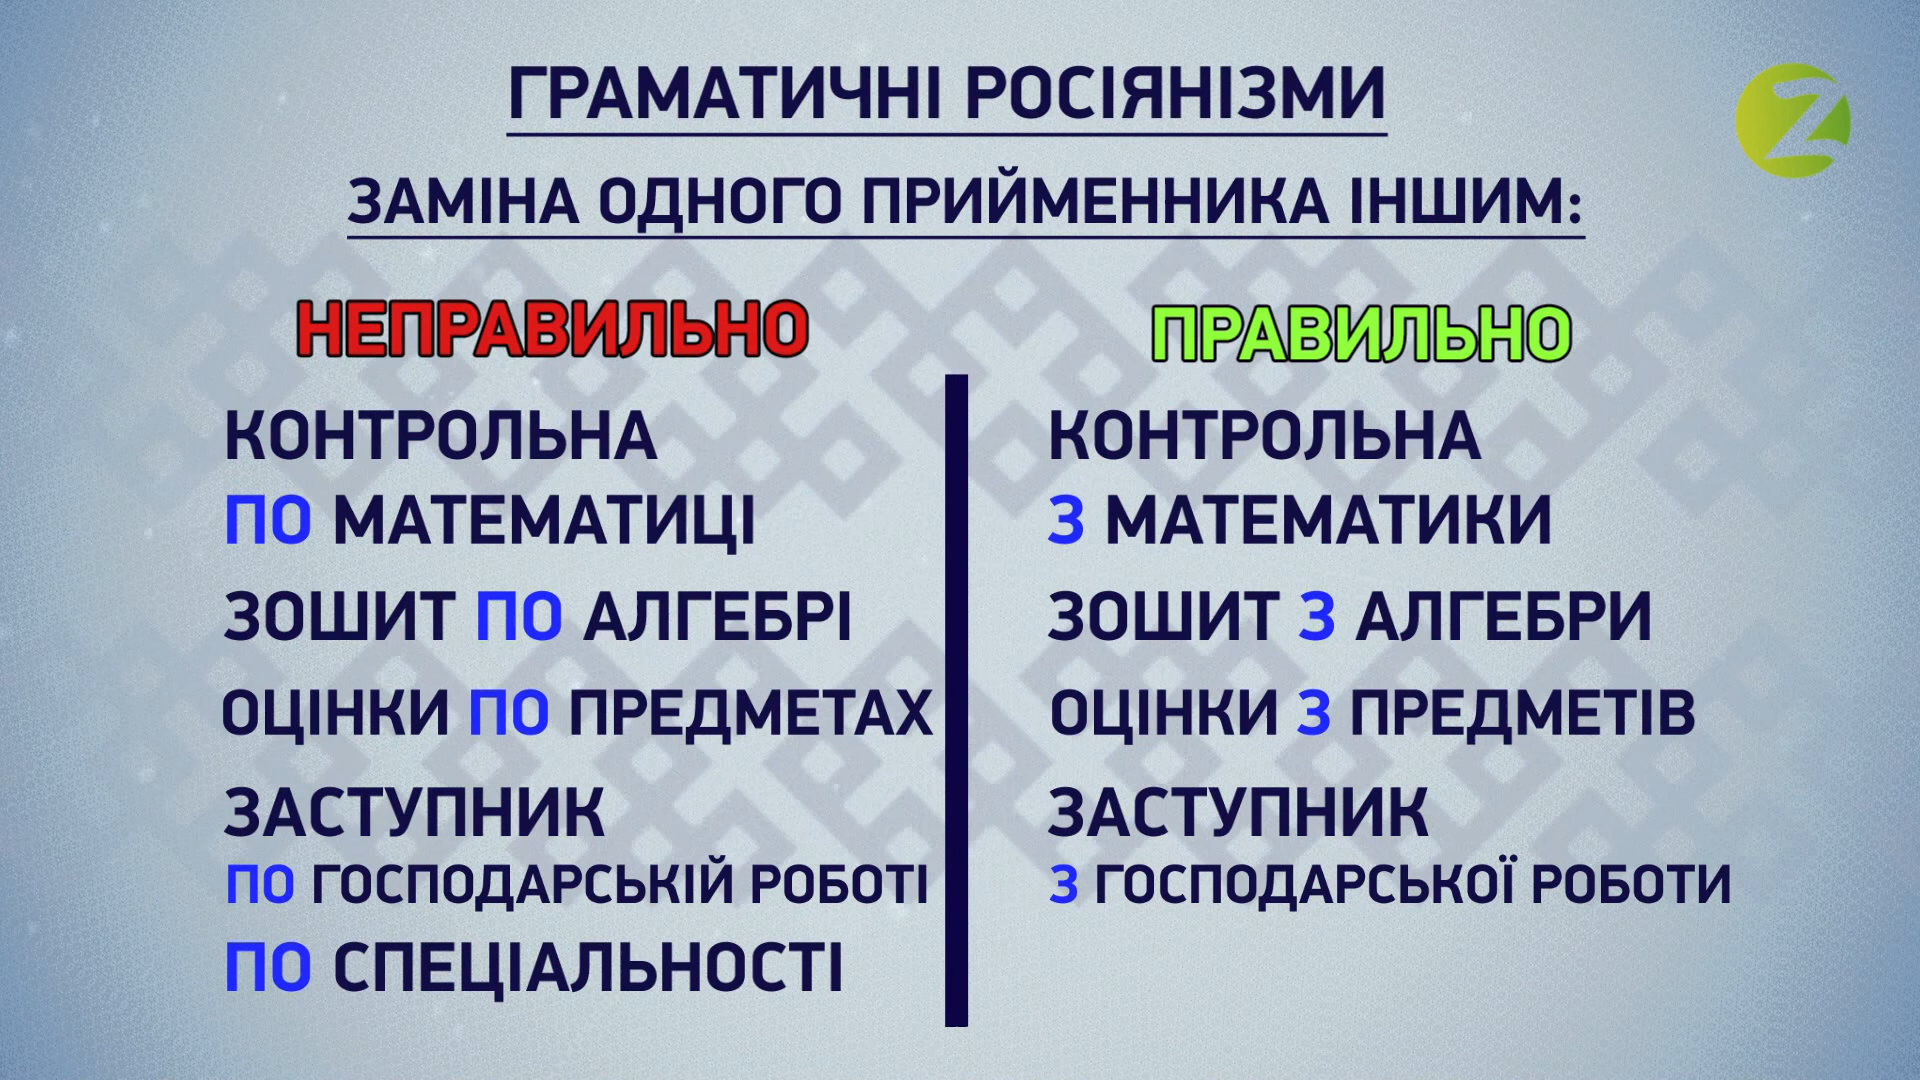 ГРАМАТИЧНІ РОСІЯНІЗМИ
ЗАМІНА ОДНОГО ПРИЙМЕННИКА ІНШИМ:
НЕПРАВИЛЬНО
КОНТРОЛЬНА
ПО МАТЕМАТИЦІ
ЗОШИТ ПО АЛГЕБРІ
ОЦІНКИ ПО ПРЕДМЕТАХ
ЗАСТУПНИК
ПО ГОСПОДАРСЬКІЙ РОБОТІ
ПО СПЕЦІАЛЬНОСТІ
ПРАВИЛЬНО
КОНТРОЛЬНА
З МАТЕМАТИКИ
ЗОШИТ З АЛГЕБРИ
ОЦІНКИ З ПРЕДМЕТІВ
ЗАСТУПНИК
З ГОСПОДАРСЬКОЇ РОБОТИ
Z